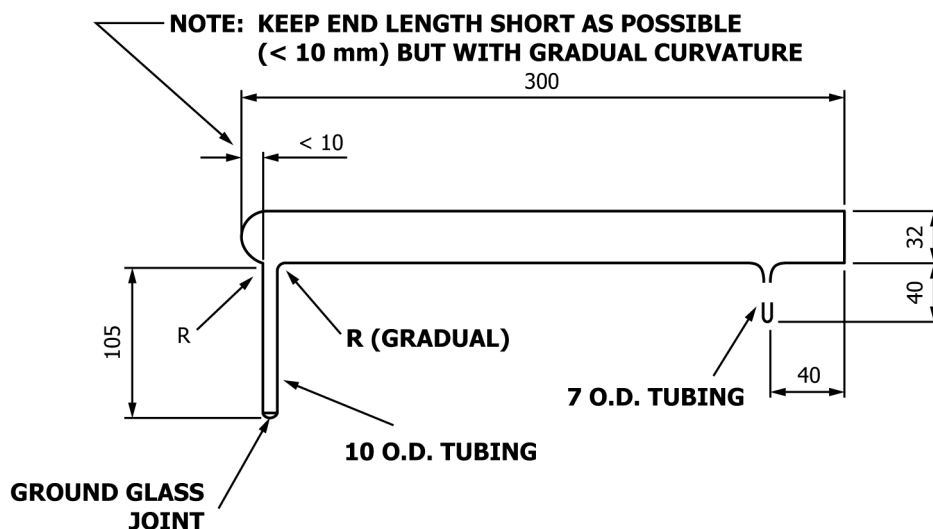 NOTE: KEEP END LENGTH SHORT AS POSSIBLE
(< 10 mm) BUT WITH GRADUAL CURVATURE
300
< 10
32
40
105
R
R (GRADUAL)
40
7 O.D. TUBING
10 O.D. TUBING
GROUND GLASS
JOINT